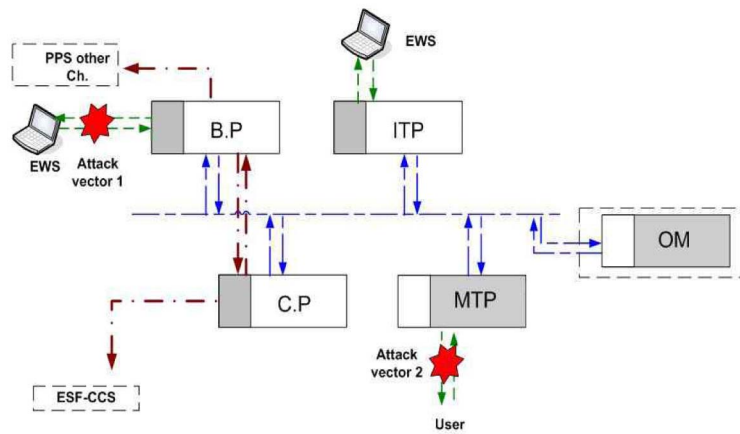 PPS other
Ch.
EWS
B.P
ITP
EWS
Attack
vector 1
OM
C.P
MTP
Attack
vector 2
ESF-CCS
User